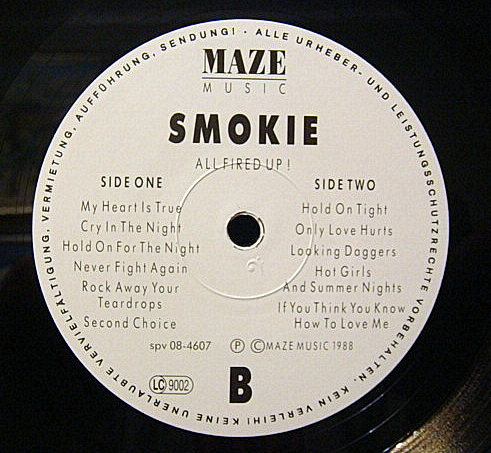 KEINE UNERLAUBTE VERVIELFÄLTIGUNG, VERMIETUNG, AUFFÜHRUNG, SENDUNG! · ALLE URHEBER- UND LEISTUNGSSCHUTZRECHTE VORBEHALTEN · KEIN VERLEIH!
MAZE
MUSIC
SMOKIE
ALL FIRED UP!
SIDE ONE
My Heart Is True
Cry In The Night
Hold On For The Night
Never Fight Again
Rock Away Your
Teardrops
Second Choice
SIDE TWO
Hold On Tight
Only Love Hurts
Looking Daggers
Hot Girls
And Summer Nights
If You Think You Know
How To Love Me
spv 08-4607 Ⓟ ©MAZE MUSIC 1988
LC 9002
B